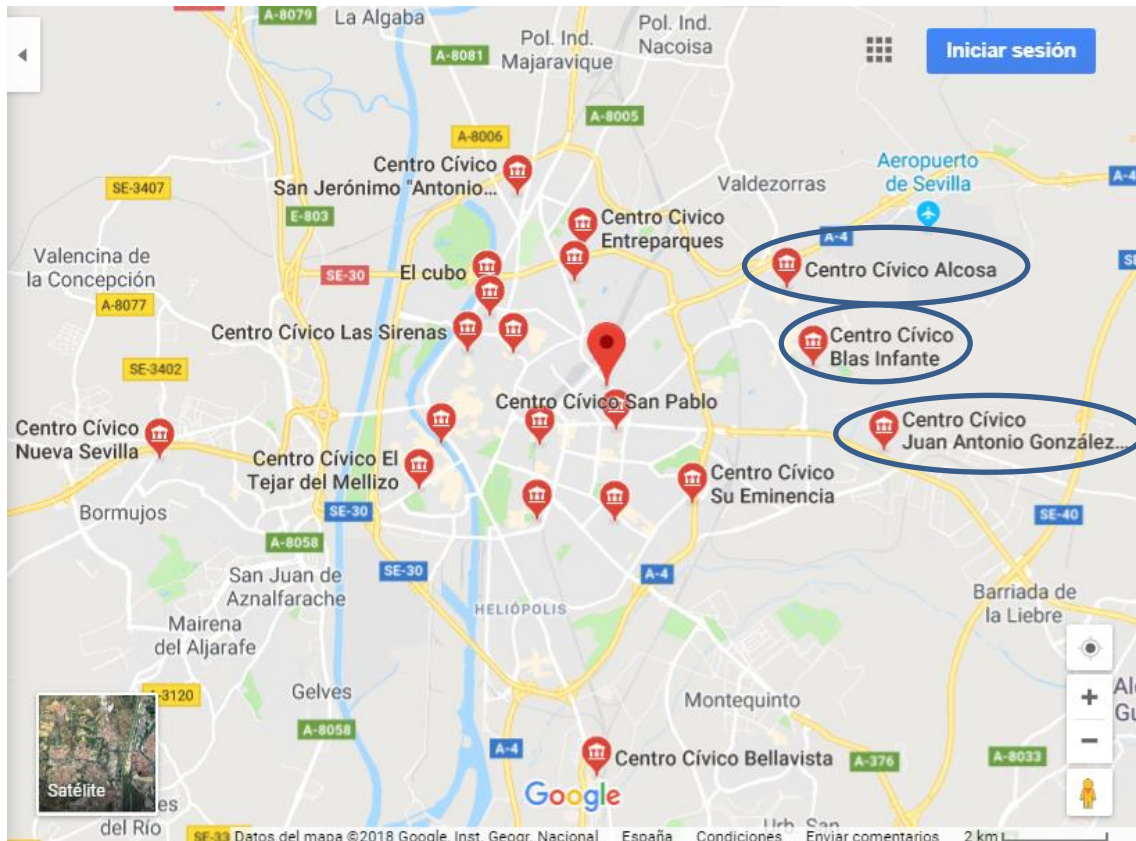 A-8079
La Algaba
Pol. Ind.
Nacoisa
Pol. Ind.
Majaravique
A-8081
Iniciar sesión
A-8005
A-8006
Centro Cívico
San Jerónimo "Antonio...
SE-3407
E-803
Valdezorras
Aeropuerto
de Sevilla
A-4
Centro Civico
Entreparques
A-4
Valencina de
la Concepción
SE-30
El cubo
Centro Cívico Alcosa
A-8077
Centro Cívico Las Sirenas
Centro Cívico
Blas Infante
SE-3402
Centro Cívico San Pablo
Centro Cívico
Nueva Sevilla
Centro Cívico
Juan Antonio González...
Centro Cívico El
Tejar del Mellizo
Centro Cívico
Su Eminencia
Bormujos
SE-30
SE-40
A-8058
San Juan de
Aznalfarache
SE-30
A-4
HELIÓPOLIS
Barriada de
la Liebre
Mairena
del Aljarafe
A-3120
Gelves
Montequinto
A-8058
A-4
Centro Cívico Bellavista
A-376
A-8033
Satélite
del Río
Google
Datos del mapa ©2018 Google, Inst. Geogr. Nacional España Condiciones Enviar comentarios 2 km